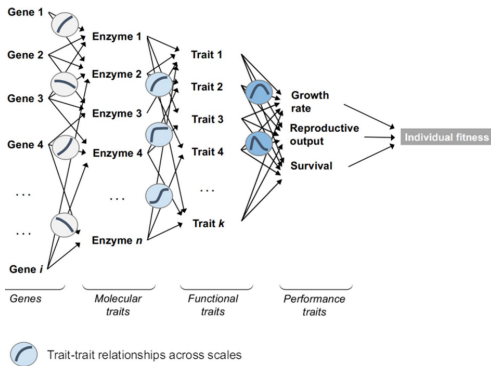 Gene 1
Gene 2
Gene 3
Gene 4
...
...
Gene i
Enzyme 1
Enzyme 2
Enzyme 3
Enzyme 4
...
Enzyme n
Trait 1
Trait 2
Trait 3
Trait 4
...
Trait k
Growth
rate
Reproductive
output
Survival
Individual fitness
Genes
Molecular
traits
Functional
traits
Performance
traits
Trait-trait relationships across scales